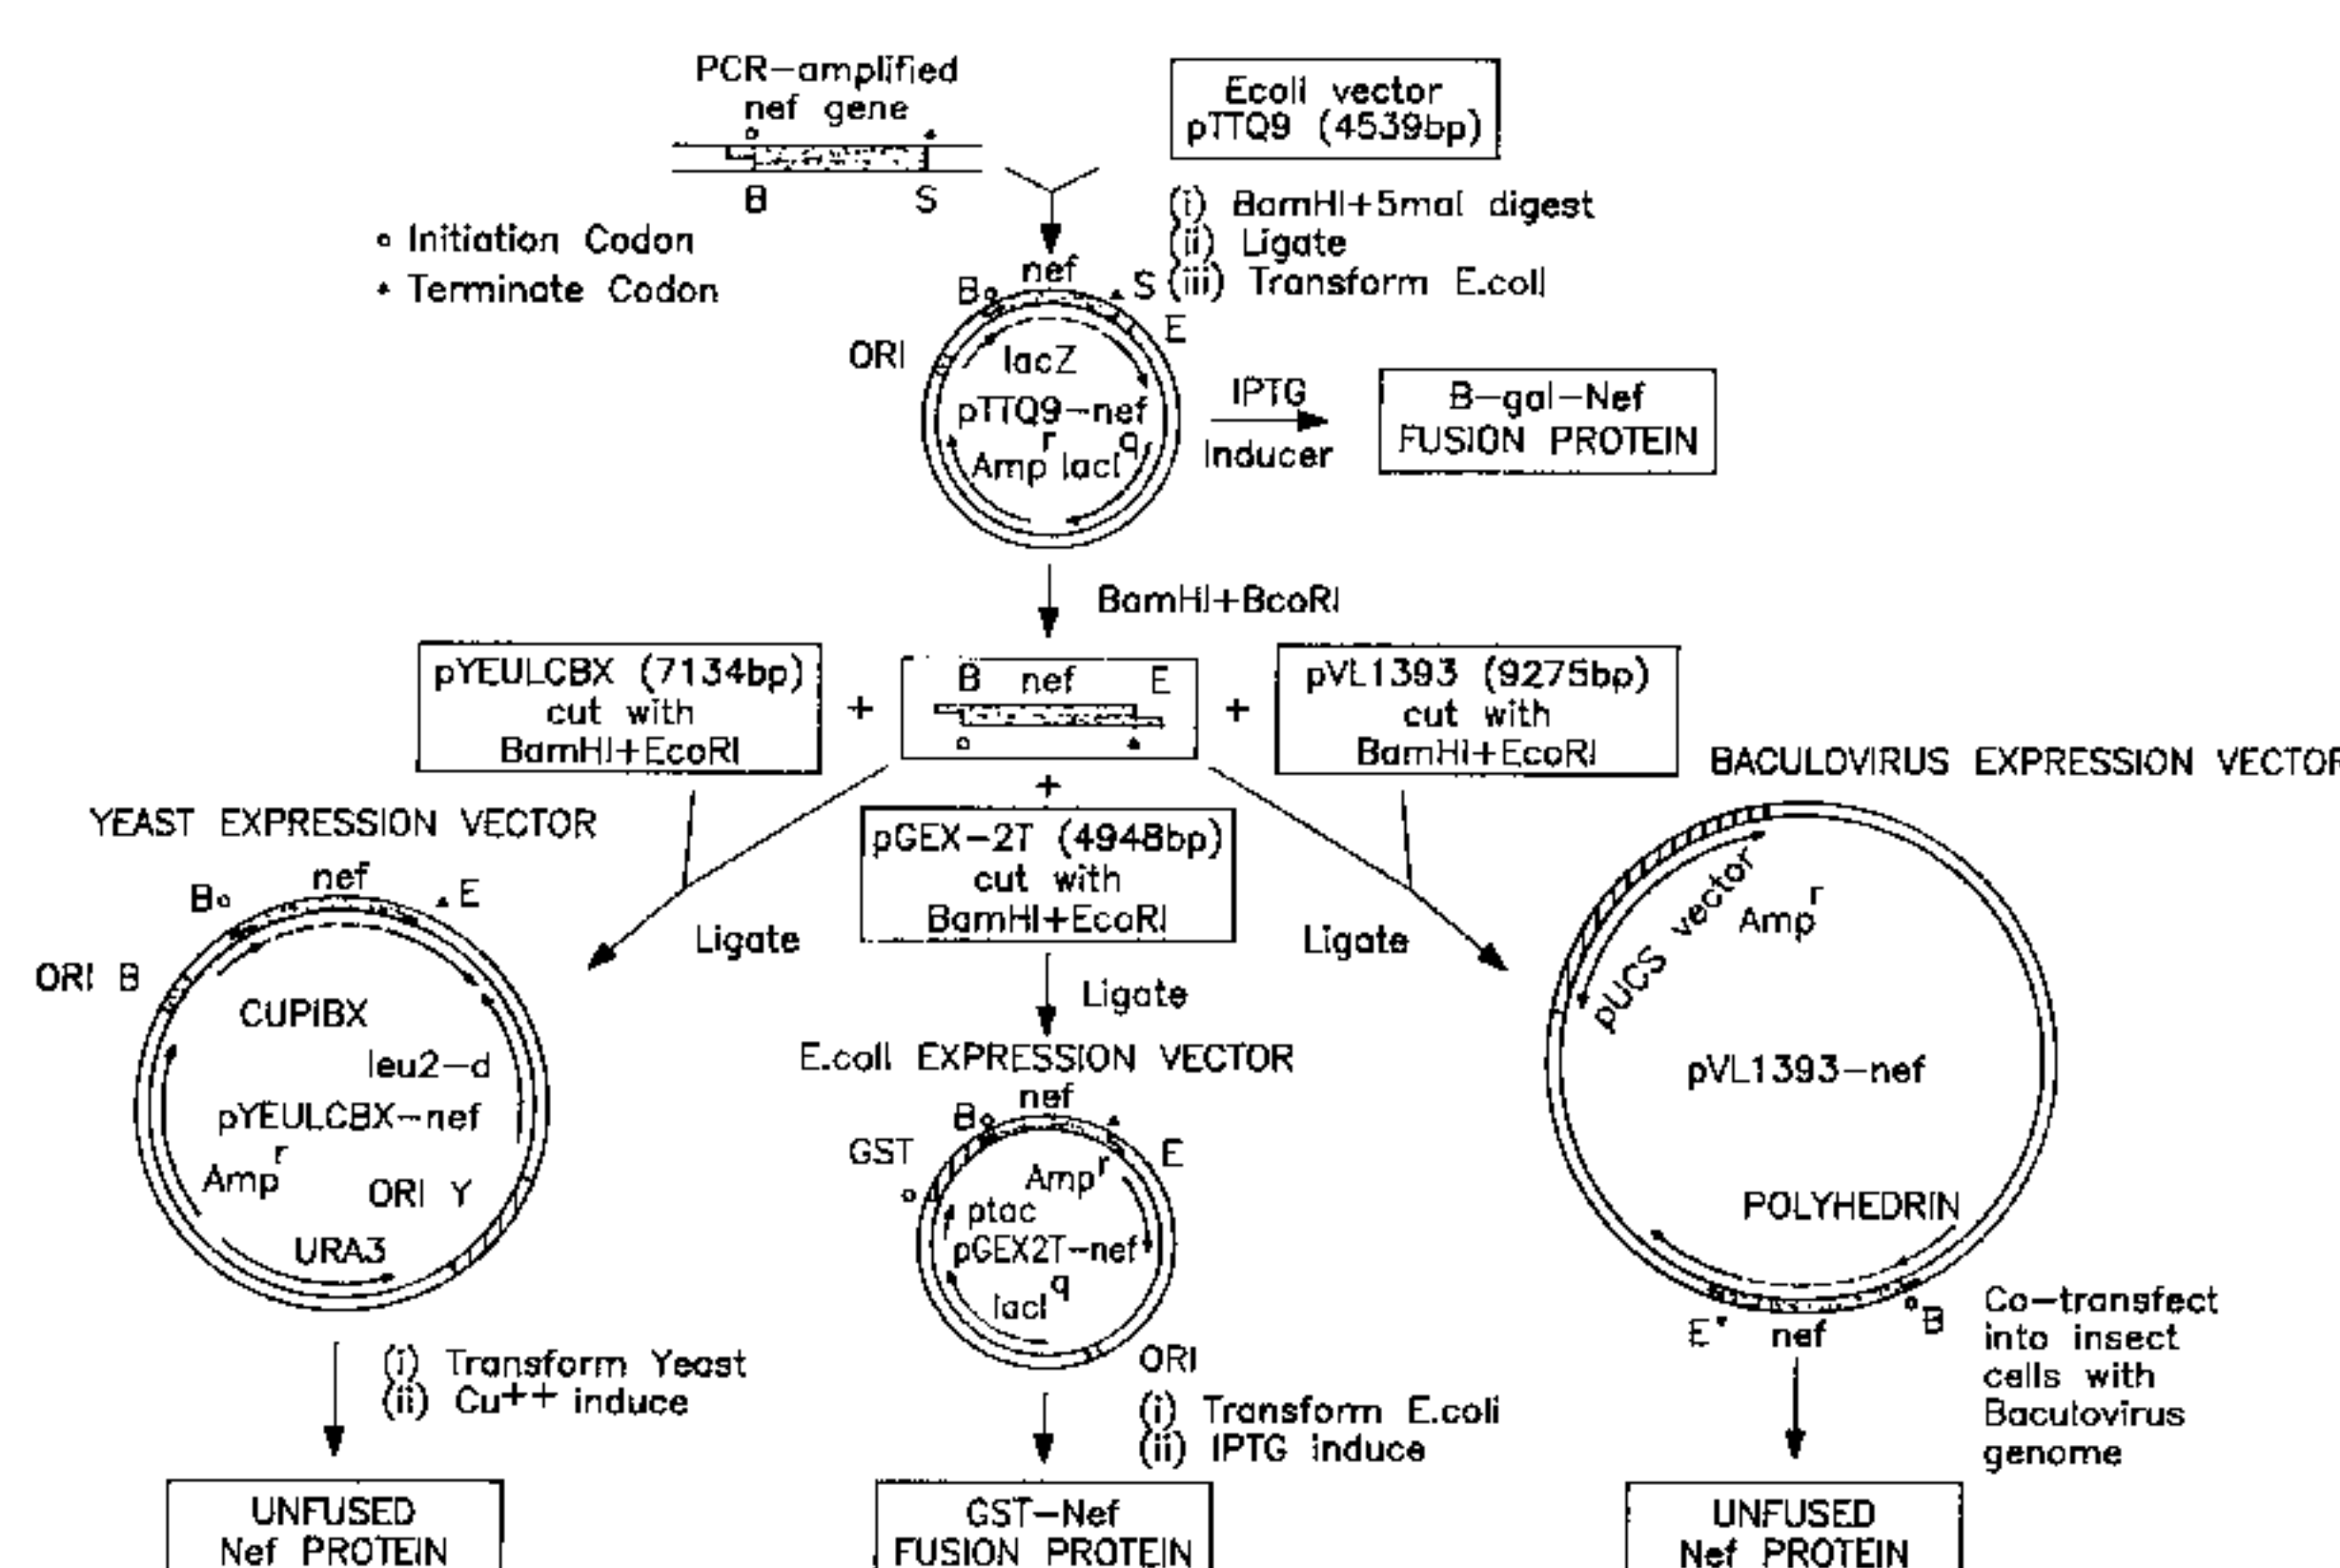 PCR-amplified
nef gene
B S
Ecoli vector
pTTQ9 (4539bp)
(i) BamHI+5mal digest
(ii) Ligate
(iii) Transform E.coli
∘ Initiation Codon
▴ Terminate Codon
nef
B∘ ▴ S
E
ORI
lacZ
pTTQ9-nef
Amp r lacI q
IPTG
Inducer
B-gal-Nef
FUSION PROTEIN
BamHI+BcoRI
pYEULCBX (7134bp)
cut with
BamHI+EcoRI
+
B nef E
+
pVL1393 (9275bp)
cut with
BamHI+EcoRI
+
pGEX-2T (4948bp)
cut with
BamHI+EcoRI
Ligate
Ligate
Ligate
YEAST EXPRESSION VECTOR
nef
B∘ ▴ E
ORI B
CUPIBX
leu2-d
pYEULCBX-nef
Amp r
ORI Y
URA3
(i) Transform Yeast
(ii) Cu++ induce
UNFUSED
Nef PROTEIN
E.coli EXPRESSION VECTOR
nef
B∘ ▴
E
GST
Amp r
ptac
pGEX2T-nef
lacI q
ORI
(i) Transform E.coli
(ii) IPTG induce
GST-Nef
FUSION PROTEIN
BACULOVIRUS EXPRESSION VECTOR
pUCS vector
Amp r
pVL1393-nef
POLYHEDRIN
E▴ nef ∘B
Co-transfect
into insect
cells with
Baculovirus
genome
UNFUSED
Nef PROTEIN